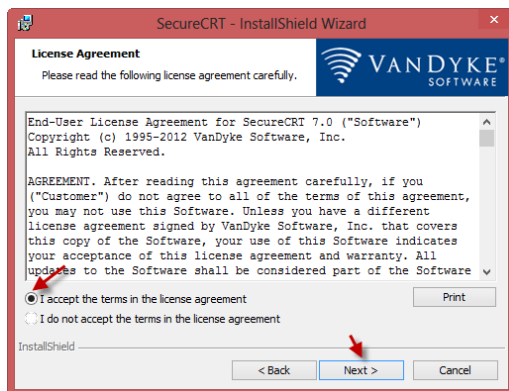 SecureCRT - InstallShield Wizard
License Agreement
Please read the following license agreement carefully.
VANDYKE®
SOFTWARE
End-User License Agreement for SecureCRT 7.0 ("Software")
Copyright (c) 1995-2012 VanDyke Software, Inc.
All Rights Reserved.
AGREEMENT. After reading this agreement carefully, if you
("Customer") do not agree to all of the terms of this agreement,
you may not use this Software. Unless you have a different
license agreement signed by VanDyke Software, Inc. that covers
this copy of the Software, your use of this Software indicates
your acceptance of this license agreement and warranty. All
updates to the Software shall be considered part of the Software
I accept the terms in the license agreement
Print
I do not accept the terms in the license agreement
InstallShield
< Back
Next >
Cancel